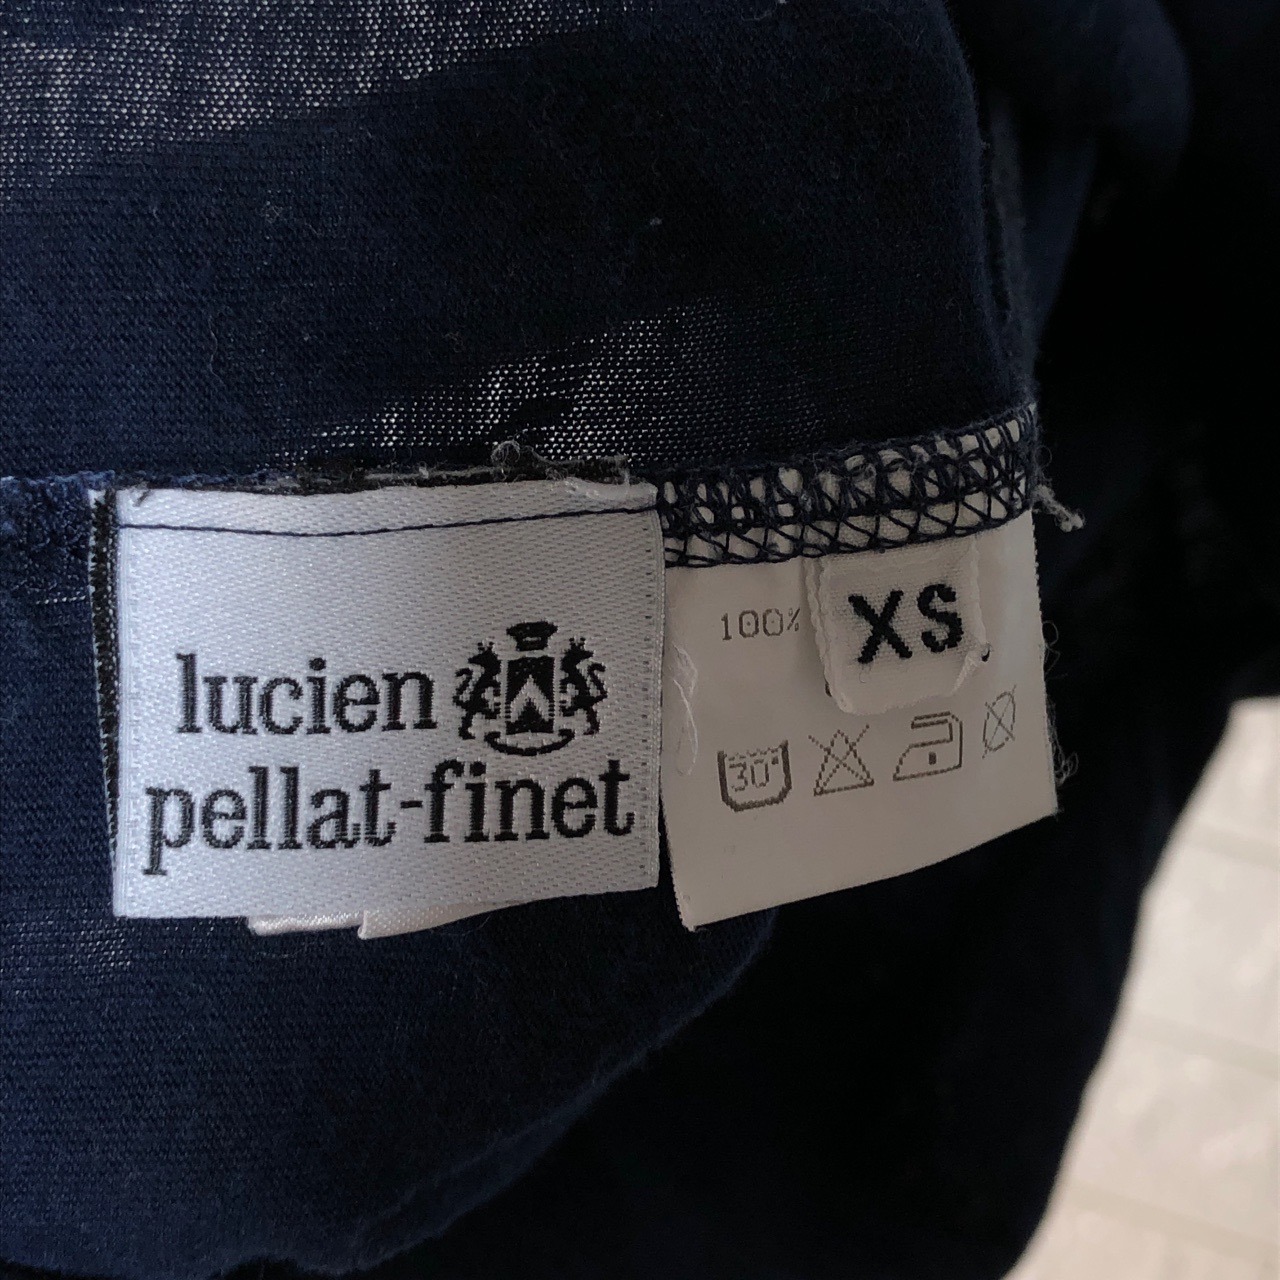 lucien
pellat-finet
100%
XS
30°